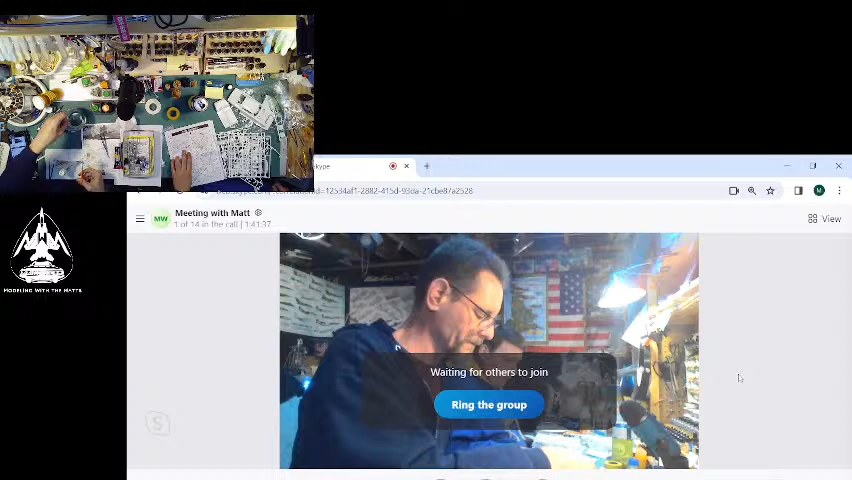 MODELING WITH THE MATTS
MW
Meeting with Matt
1 of 14 in the call | 1:41:37
View
Waiting for others to join
Ring the group
S